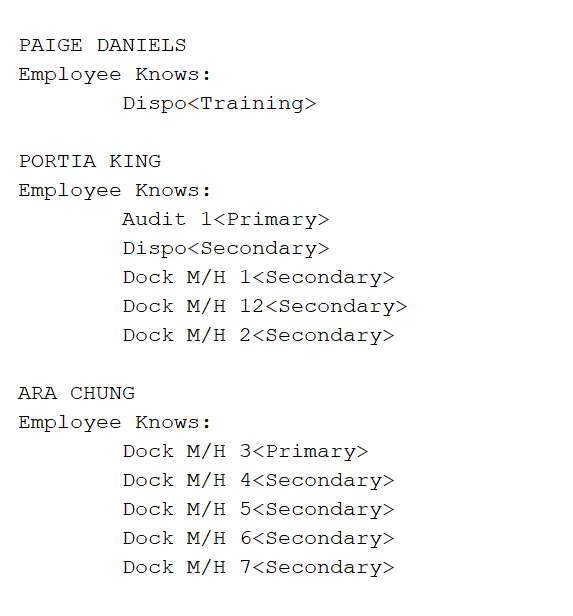 PAIGE DANIELS
Employee Knows:
Dispo<Training>
PORTIA KING
Employee Knows:
Audit 1<Primary>
Dispo<Secondary>
Dock M/H 1<Secondary>
Dock M/H 12<Secondary>
Dock M/H 2<Secondary>
ARA CHUNG
Employee Knows:
Dock M/H 3<Primary>
Dock M/H 4<Secondary>
Dock M/H 5<Secondary>
Dock M/H 6<Secondary>
Dock M/H 7<Secondary>